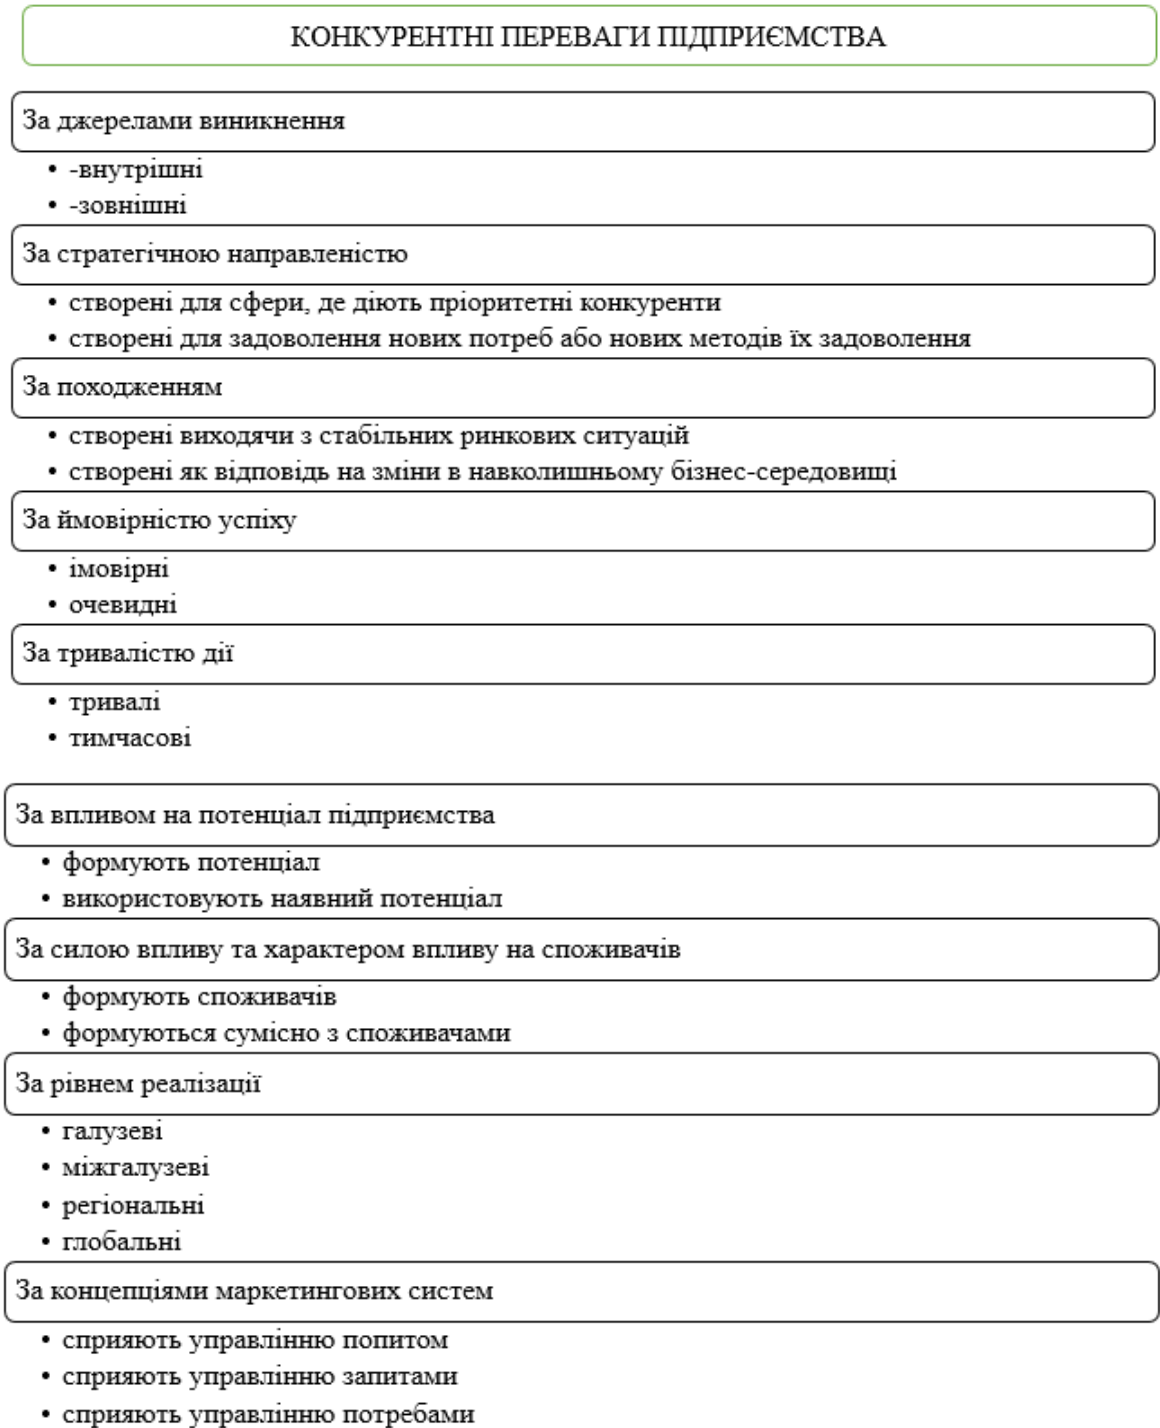 КОНКУРЕНТНІ ПЕРЕВАГИ ПІДПРИЄМСТВА
За джерелами виникнення
• -внутрішні
• -зовнішні
За стратегічною направленістю
• створені для сфери, де діють пріоритетні конкуренти
• створені для задоволення нових потреб або нових методів їх задоволення
За походженням
• створені виходячи з стабільних ринкових ситуацій
• створені як відповідь на зміни в навколишньому бізнес-середовищі
За ймовірністю успіху
• імовірні
• очевидні
За тривалістю дії
• тривалі
• тимчасові
За впливом на потенціал підприємства
• формують потенціал
• використовують наявний потенціал
За силою впливу та характером впливу на споживачів
• формують споживачів
• формуються сумісно з споживачами
За рівнем реалізації
• галузеві
• міжгалузеві
• регіональні
• глобальні
За концепціями маркетингових систем
• сприяють управлінню попитом
• сприяють управлінню запитами
• сприяють управлінню потребами